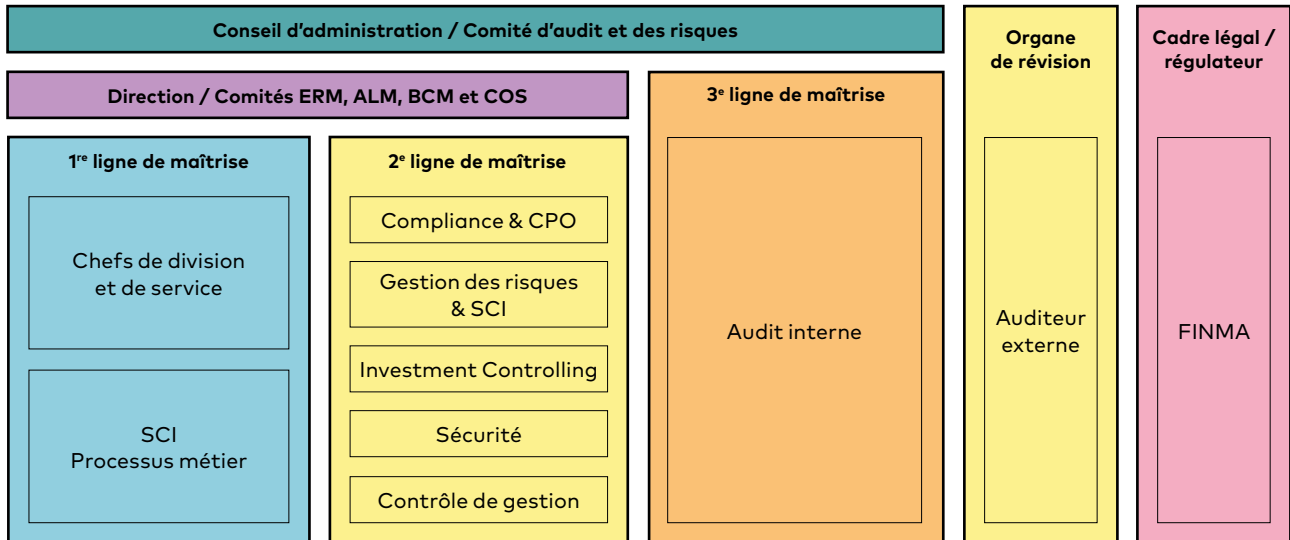 Conseil d'administration / Comité d'audit et des risques
Direction / Comités ERM, ALM, BCM et COS
1re ligne de maîtrise
Chefs de division
et de service
SCI
Processus métier
2e ligne de maîtrise
Compliance & CPO
Gestion des risques
& SCI
Investment Controlling
Sécurité
Contrôle de gestion
3e ligne de maîtrise
Audit interne
Organe
de révision
Auditeur
externe
Cadre légal /
régulateur
FINMA